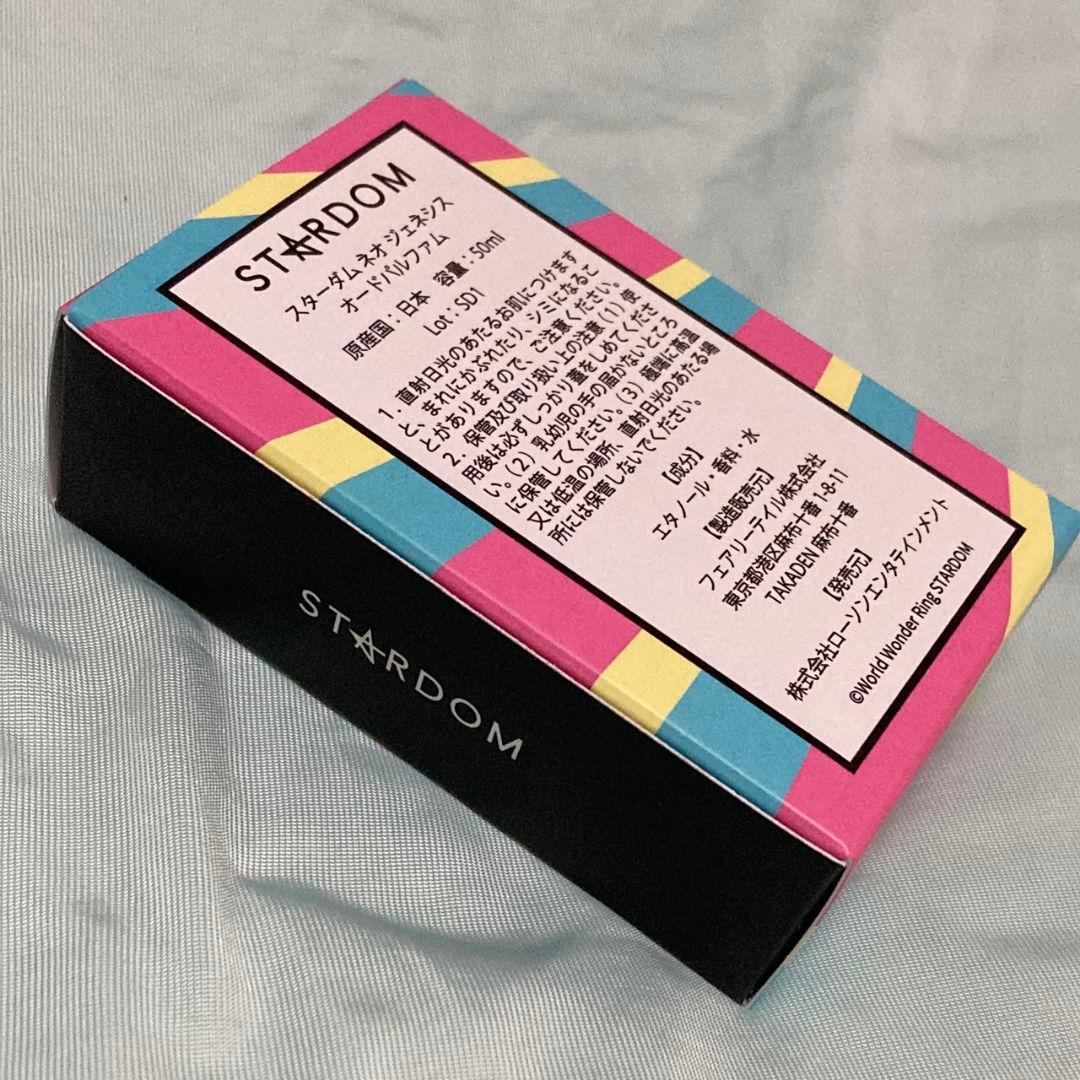 STARDOM
スターダム ネオ ジェネシス
オードパルファム
原産国：日本 容量：50ml
Lot：SD1
1．直射日光のあたるお肌につけます
と、まれにかぶれたり、シミになるこ
とがありますので、ご注意ください。
2．保管及び取り扱い上の注意 (1) 使
用後は必ずしっかり蓋をしめてくださ
い。(2) 乳幼児の手の届かないところ
に保管してください。(3) 極端に高温
又は低温の場所、直射日光のあたる場
所には保管しないでください。
【成分】
エタノール・香料・水
【製造販売元】
フェアリーテイル株式会社
東京都港区麻布十番 1-8-11
TAKADEN 麻布十番
【発売元】
株式会社ローソンエンタテインメント
©World Wonder Ring STARDOM
STARDOM